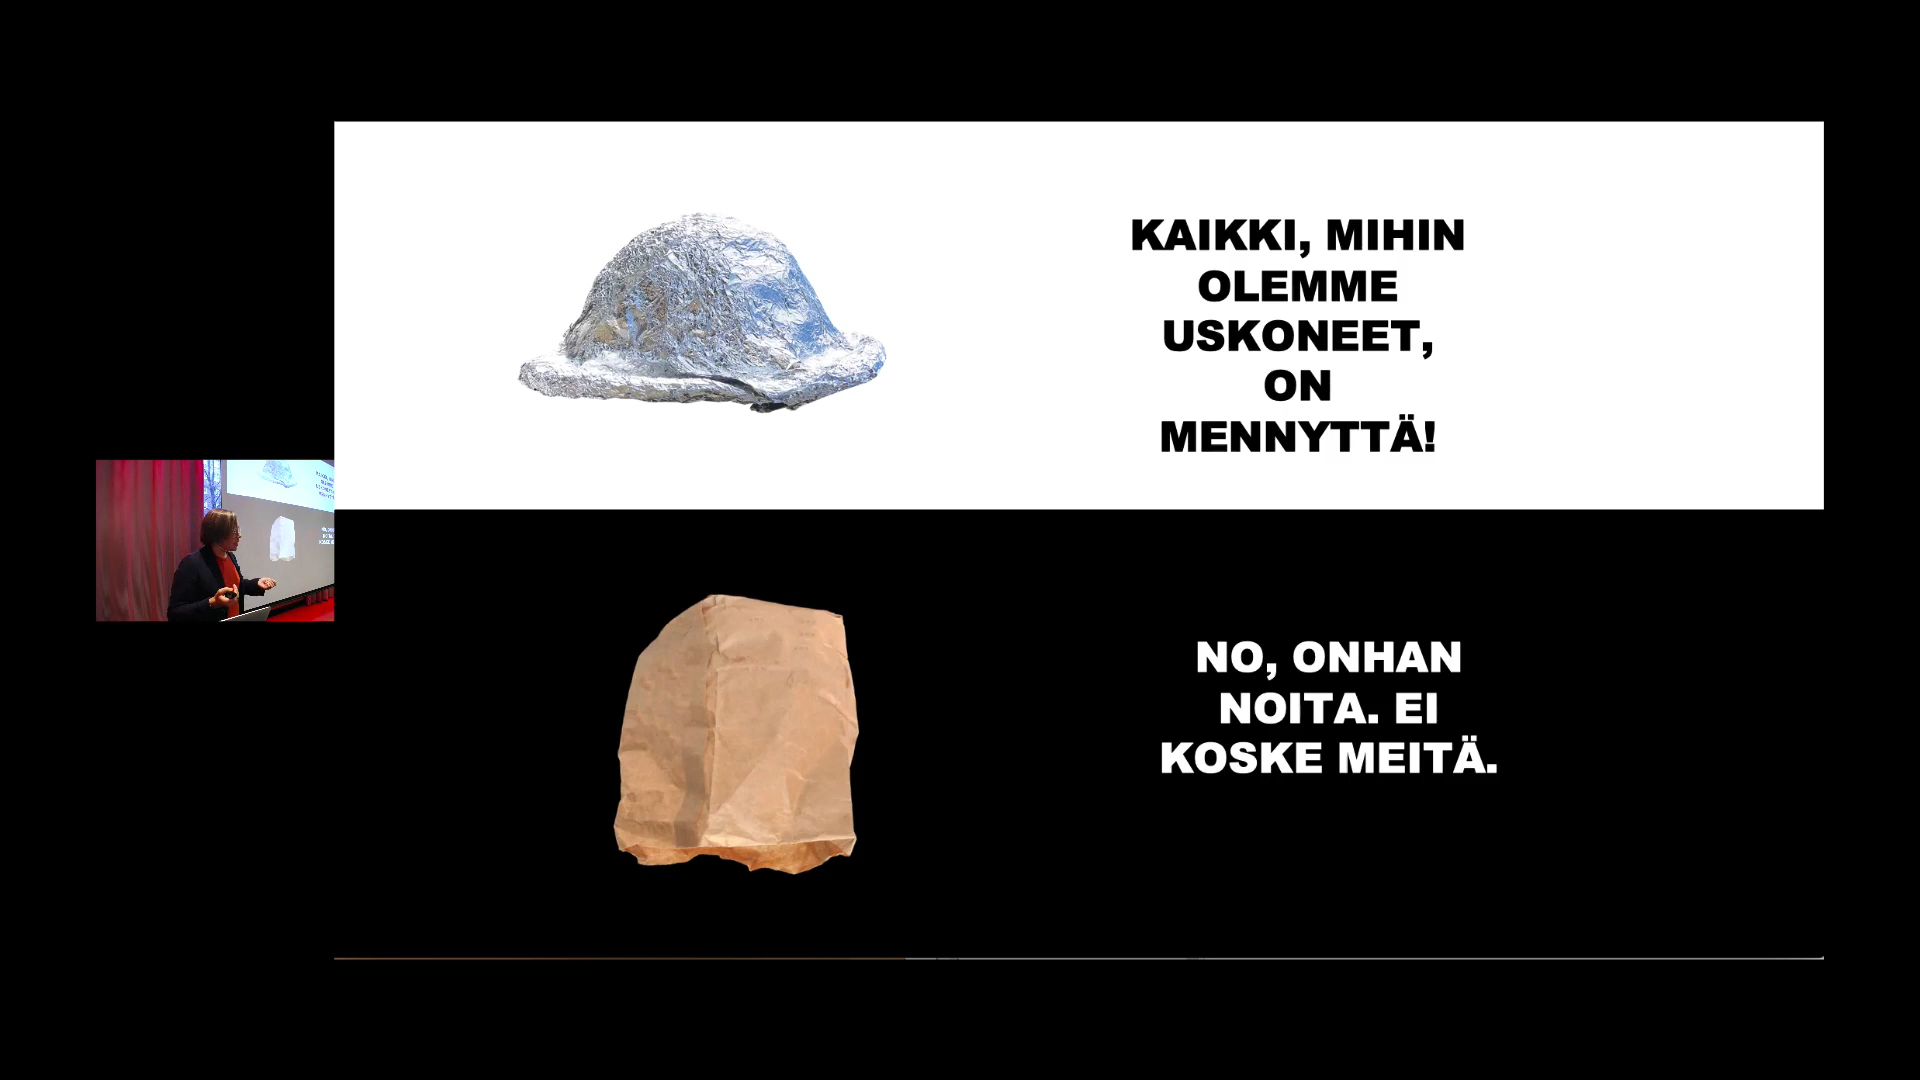 KAIKKI, MIHIN
OLEMME
USKONEET,
ON
MENNYTTÄ!
NO, ONHAN
NOITA. EI
KOSKE MEITÄ.